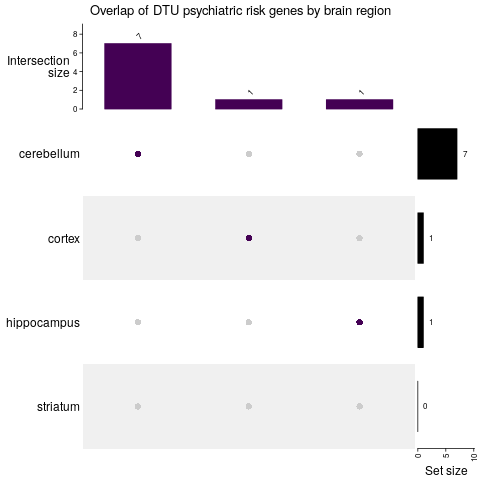 Overlap of DTU psychiatric risk genes by brain region
Intersection
size
8
6
4
2
0
7
1
1
cerebellum
7
cortex
1
hippocampus
1
striatum
0
0
5
10
Set size